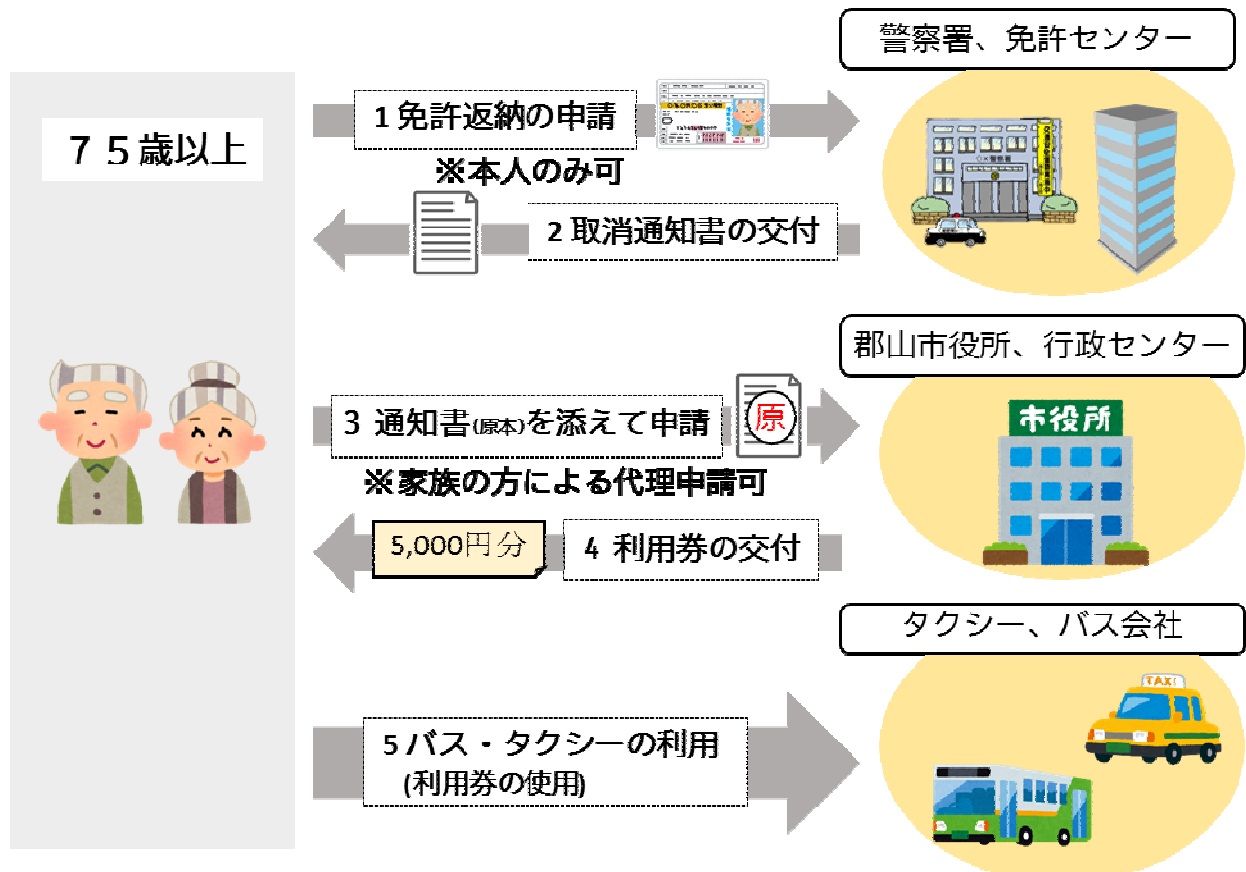 警察署、免許センター
７５歳以上
1 免許返納の申請
※本人のみ可
2 取消通知書の交付
郡山市役所、行政センター
3 通知書(原本)を添えて申請
原
※家族の方による代理申請可
市役所
5,000円分
4 利用券の交付
タクシー、バス会社
TAXI
5 バス・タクシーの利用
(利用券の使用)